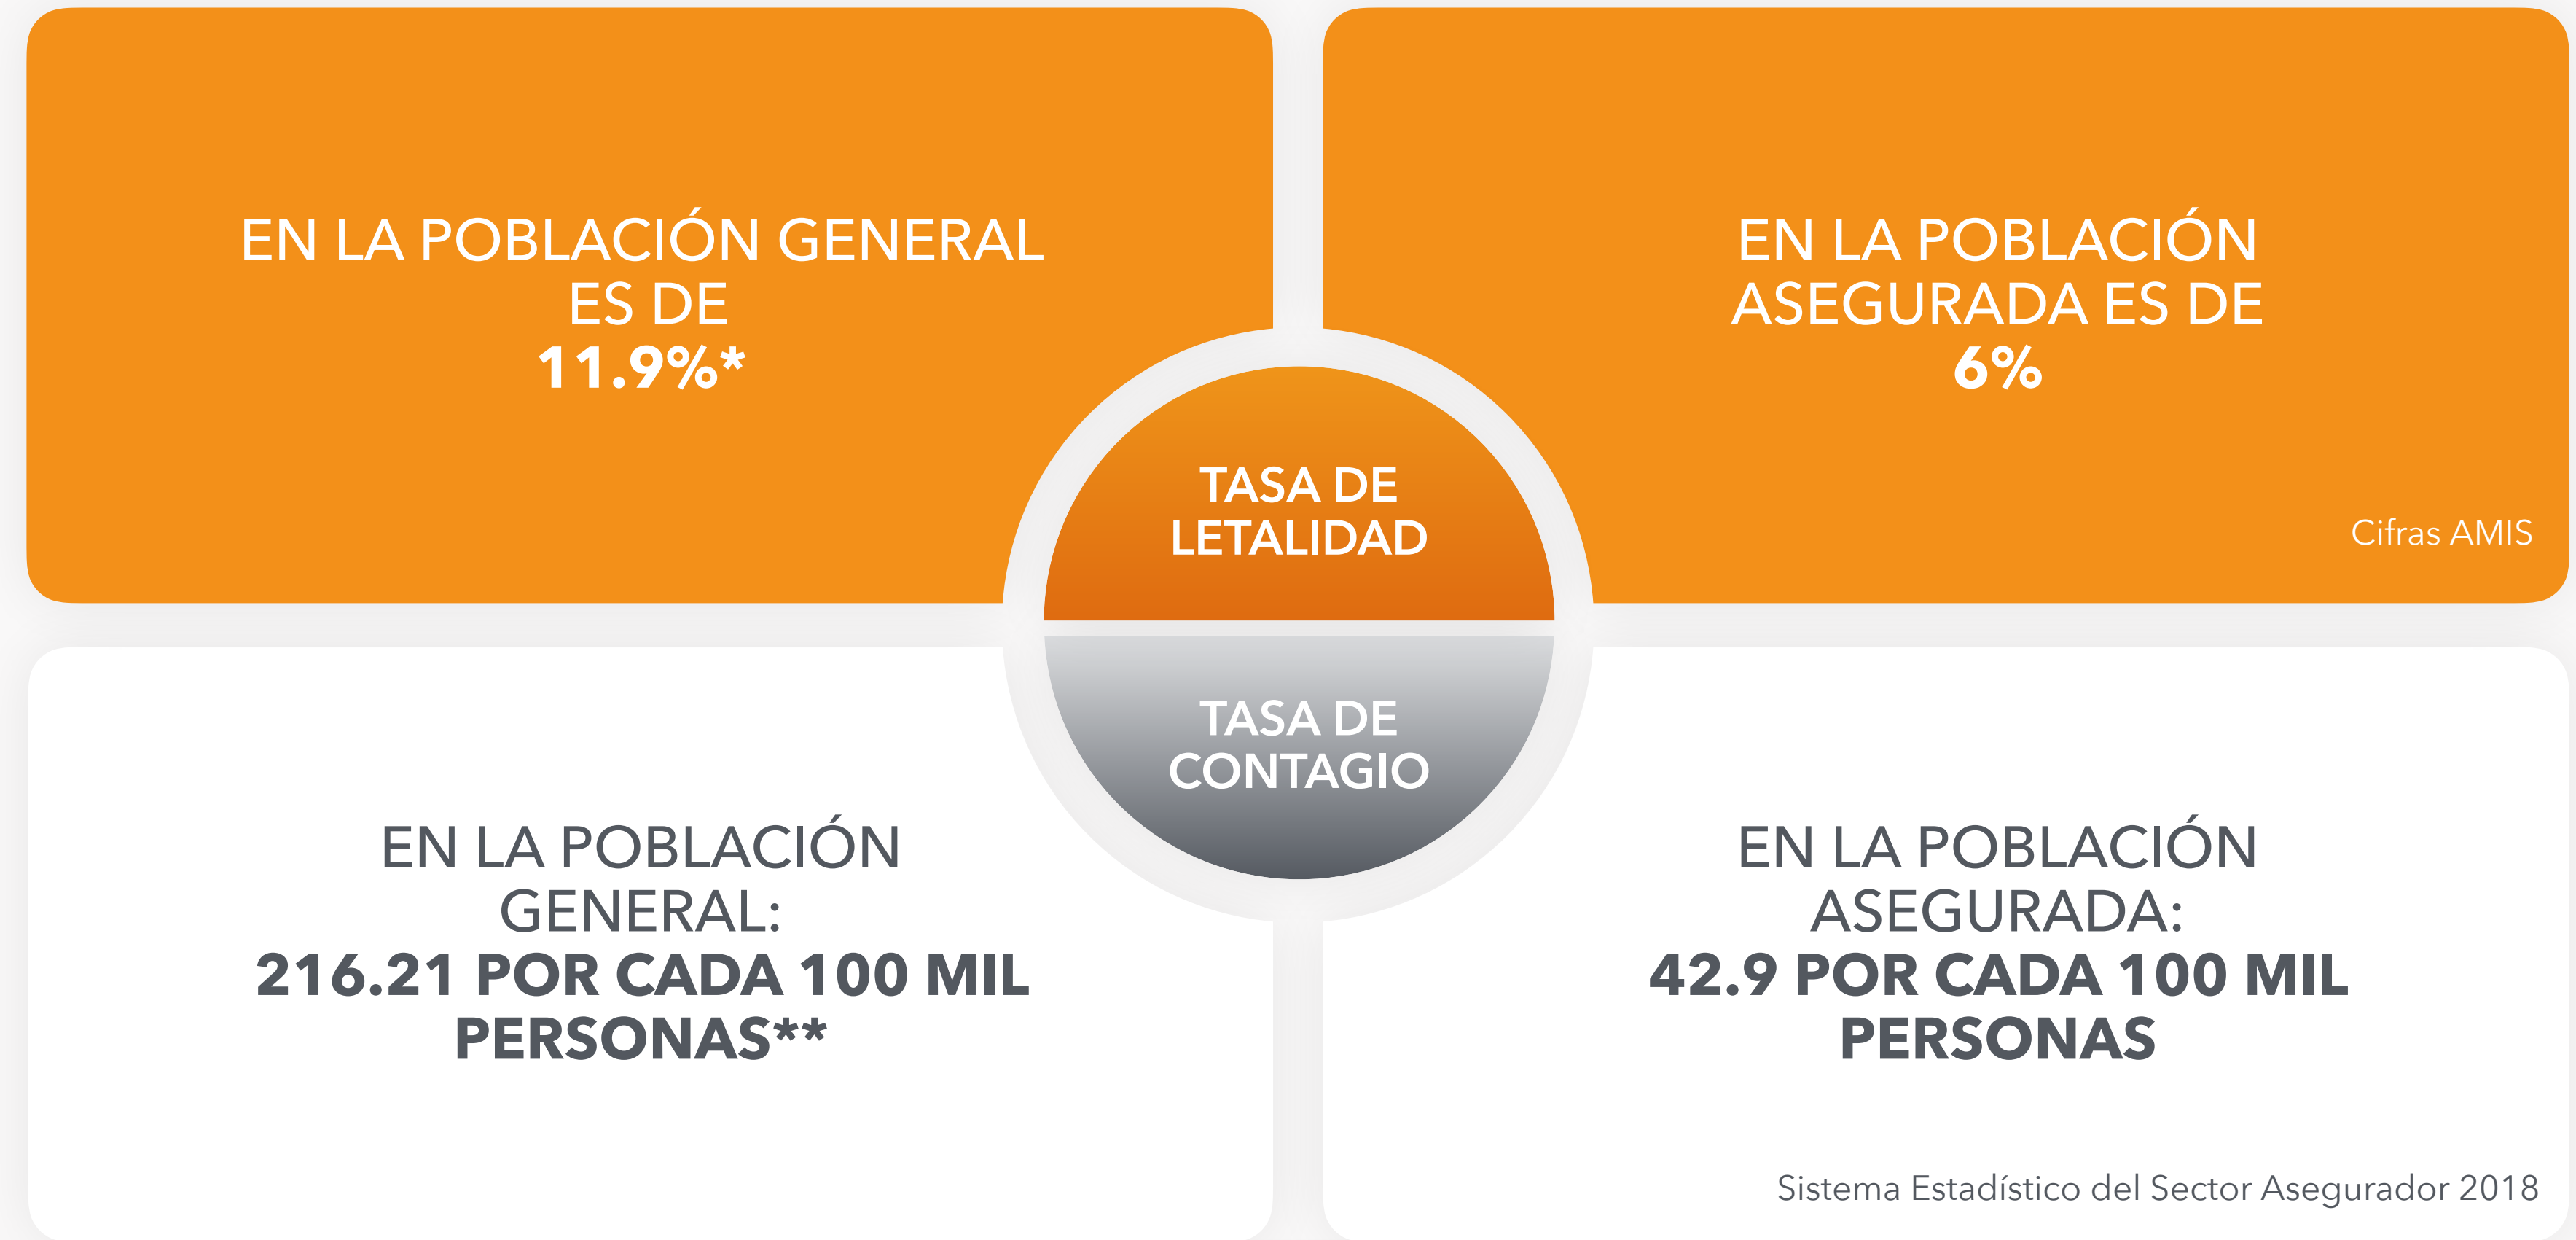 EN LA POBLACIÓN GENERAL
ES DE
11.9%*
EN LA POBLACIÓN
ASEGURADA ES DE
6%
Cifras AMIS
TASA DE
LETALIDAD
TASA DE
CONTAGIO
EN LA POBLACIÓN
GENERAL:
216.21 POR CADA 100 MIL
PERSONAS**
EN LA POBLACIÓN
ASEGURADA:
42.9 POR CADA 100 MIL
PERSONAS
Sistema Estadístico del Sector Asegurador 2018